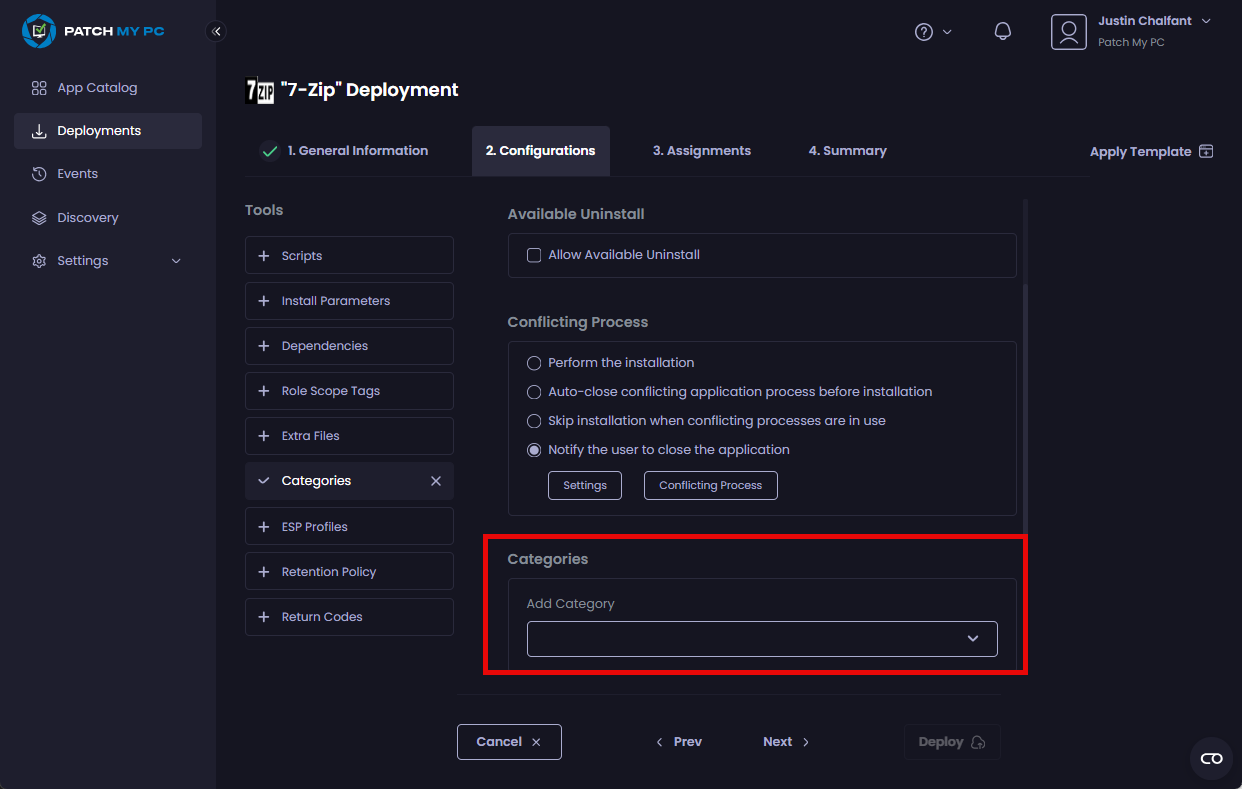 PATCH MY PC
App Catalog
Deployments
Events
Discovery
Settings
Justin Chalfant
Patch My PC
7ZIP "7-Zip" Deployment
1. General Information
2. Configurations
3. Assignments
4. Summary
Apply Template
Tools
Scripts
Install Parameters
Dependencies
Role Scope Tags
Extra Files
Categories
ESP Profiles
Retention Policy
Return Codes
Available Uninstall
Allow Available Uninstall
Conflicting Process
Perform the installation
Auto-close conflicting application process before installation
Skip installation when conflicting processes are in use
Notify the user to close the application
Settings
Conflicting Process
Categories
Add Category
Cancel
Prev
Next
Deploy